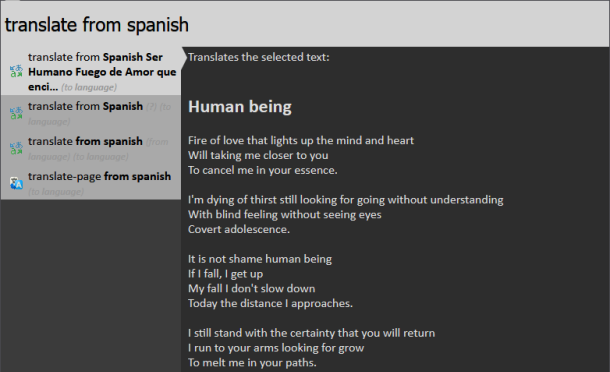 translate from spanish
translate from Spanish Ser
Humano Fuego de Amor que
enci... (to language)
translate from Spanish (?) (to
language)
translate from spanish (from
language) (to language)
translate-page from spanish
(to language)
Translates the selected text:
Human being
Fire of love that lights up the mind and heart
Will taking me closer to you
To cancel me in your essence.
I'm dying of thirst still looking for going without understanding
With blind feeling without seeing eyes
Covert adolescence.
It is not shame human being
If I fall, I get up
My fall I don't slow down
Today the distance I approaches.
I still stand with the certainty that you will return
I run to your arms looking for grow
To melt me in your paths.